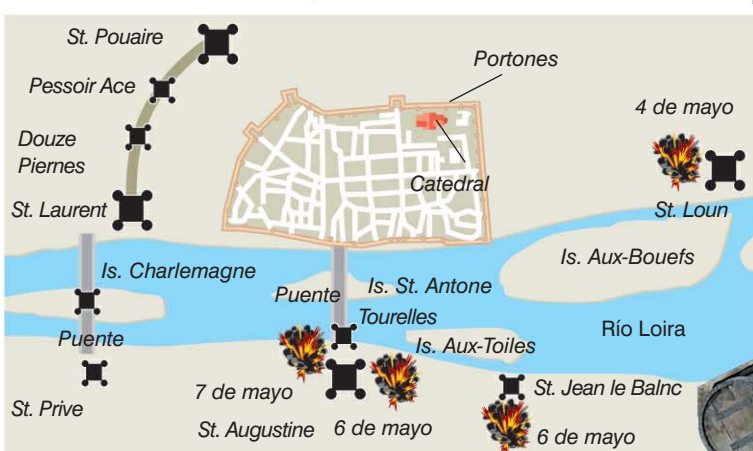 St. Pouaire
Portones
Pessoir Ace
4 de mayo
Douze
Piernes
Catedral
St. Laurent
St. Loun
Is. Charlemagne
Is. Aux-Bouefs
Puente
Is. St. Antone
Tourelles
Río Loira
Puente
Is. Aux-Toiles
7 de mayo
St. Jean le Balnc
St. Prive
St. Augustine
6 de mayo
6 de mayo